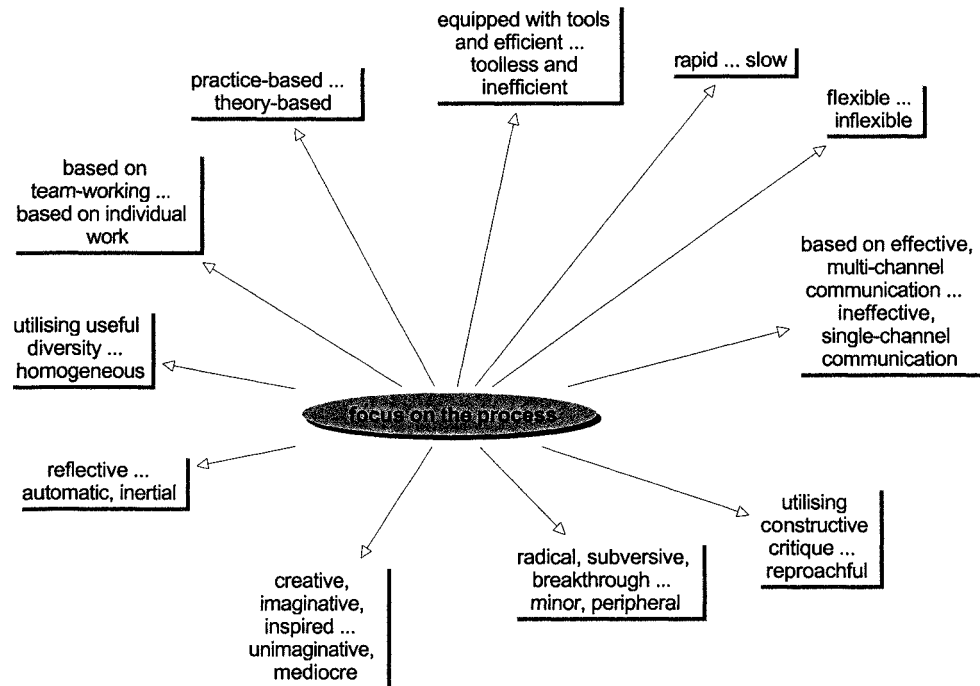 equipped with tools
and efficient ...
toolless and
inefficient
rapid ... slow
practice-based ...
theory-based
flexible ...
inflexible
based on
team-working ...
based on individual
work
based on effective,
multi-channel
communication ...
ineffective,
single-channel
communication
utilising useful
diversity ...
homogeneous
focus on the process
reflective ...
automatic, inertial
utilising
constructive
critique ...
reproachful
radical, subversive,
breakthrough ...
minor, peripheral
creative,
imaginative,
inspired ...
unimaginative,
mediocre